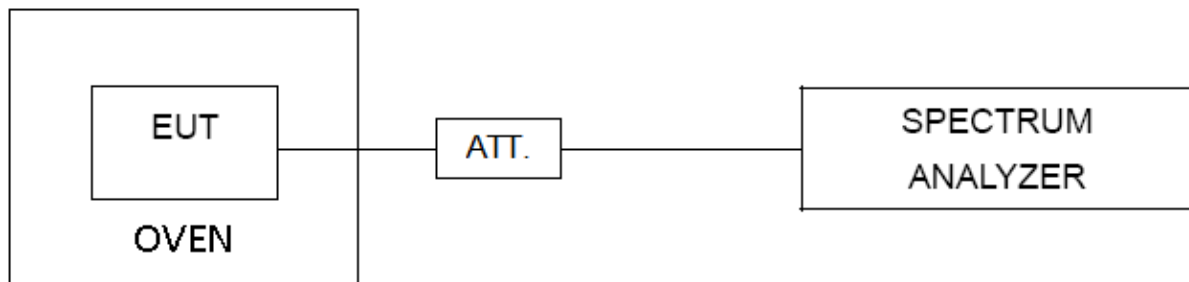 EUT
OVEN
ATT.
SPECTRUM
ANALYZER